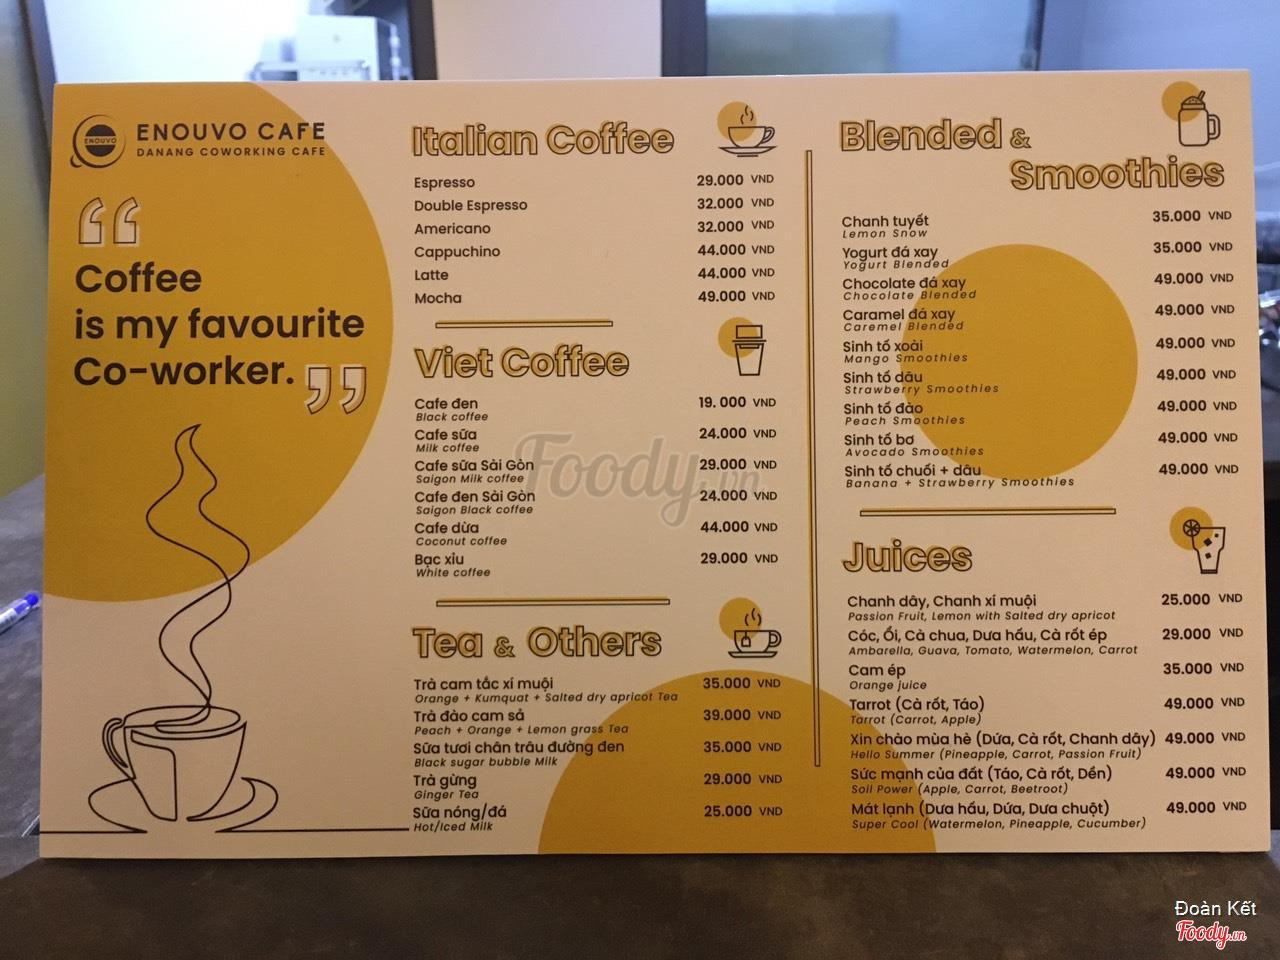 ENOUVO
ENOUVO CAFE
DANANG COWORKING CAFE
“
Coffee
is my favourite
Co-worker.
”
Italian Coffee
Espresso 29.000 VND
Double Espresso 32.000 VND
Americano 32.000 VND
Cappuchino 44.000 VND
Latte 44.000 VND
Mocha 49.000 VND
Viet Coffee
Cafe đen 19. 000 VND
Black coffee
Cafe sữa 24.000 VND
Milk coffee
Cafe sữa Sài Gòn 29.000 VND
Saigon Milk coffee
Cafe đen Sài Gòn 24.000 VND
Saigon Black coffee
Cafe dừa 44.000 VND
Coconut coffee
Bạc xỉu 29.000 VND
White coffee
Tea & Others
Trà cam tắc xí muội 35.000 VND
Orange + Kumquat + Salted dry apricot Tea
Trà đào cam sả 39.000 VND
Peach + Orange + Lemon grass Tea
Sữa tươi chân trâu đường đen 35.000 VND
Black sugar bubble Milk
Trà gừng 29.000 VND
Ginger Tea
Sữa nóng/đá 25.000 VND
Hot/Iced Milk
Blended &
Smoothies
Chanh tuyết 35.000 VND
Lemon Snow
Yogurt đá xay 35.000 VND
Yogurt Blended
Chocolate đá xay 49.000 VND
Chocolate Blended
Caramel đá xay 49.000 VND
Caremel Blended
Sinh tố xoài 49.000 VND
Mango Smoothies
Sinh tố dâu 49.000 VND
Strawberry Smoothies
Sinh tố đào 49.000 VND
Peach Smoothies
Sinh tố bơ 49.000 VND
Avocado Smoothies
Sinh tố chuối + dâu 49.000 VND
Banana + Strawberry Smoothies
Juices
Chanh dây, Chanh xí muội 25.000 VND
Passion Fruit, Lemon with Salted dry apricot
Cóc, Ổi, Cà chua, Dưa hấu, Cà rốt ép 29.000 VND
Ambarella, Guava, Tomato, Watermelon, Carrot
Cam ép 35.000 VND
Orange juice
Tarrot (Cà rốt, Táo) 49.000 VND
Tarrot (Carrot, Apple)
Xin chào mùa hè (Dứa, Cà rốt, Chanh dây) 49.000 VND
Hello Summer (Pineapple, Carrot, Passion Fruit)
Sức mạnh của đất (Táo, Cà rốt, Dền) 49.000 VND
Soil Power (Apple, Carrot, Beetroot)
Mát lạnh (Dưa hấu, Dứa, Dưa chuột) 49.000 VND
Super Cool (Watermelon, Pineapple, Cucumber)
Foody.vn
Đoàn Kết
Foody.vn